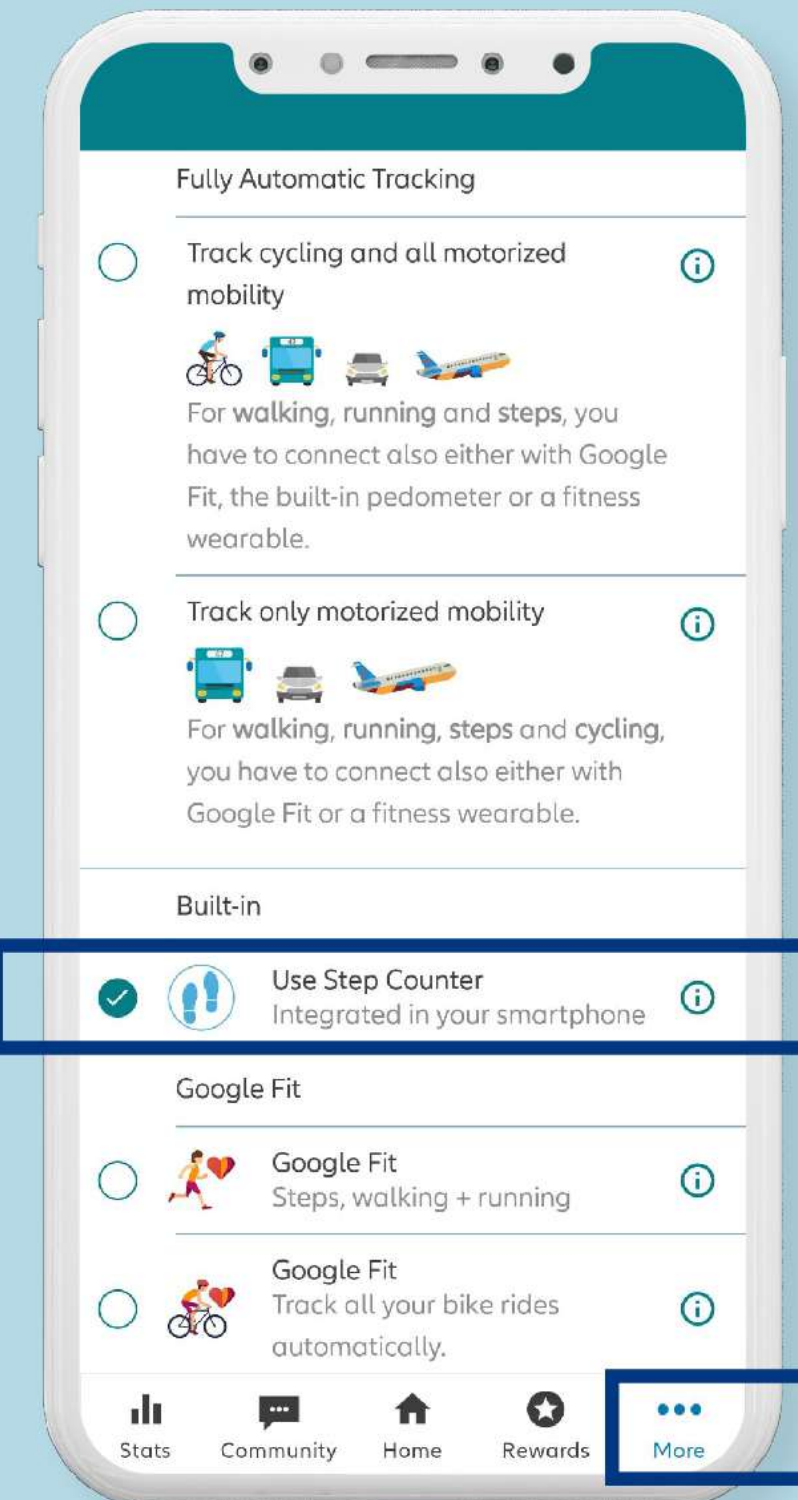 Fully Automatic Tracking
Track cycling and all motorized
mobility
For walking, running and steps, you
have to connect also either with Google
Fit, the built-in pedometer or a fitness
wearable.
Track only motorized mobility
For walking, running, steps and cycling,
you have to connect also either with
Google Fit or a fitness wearable.
Built-in
Use Step Counter
Integrated in your smartphone
Google Fit
Google Fit
Steps, walking + running
Google Fit
Track all your bike rides
automatically.
Stats Community Home Rewards More